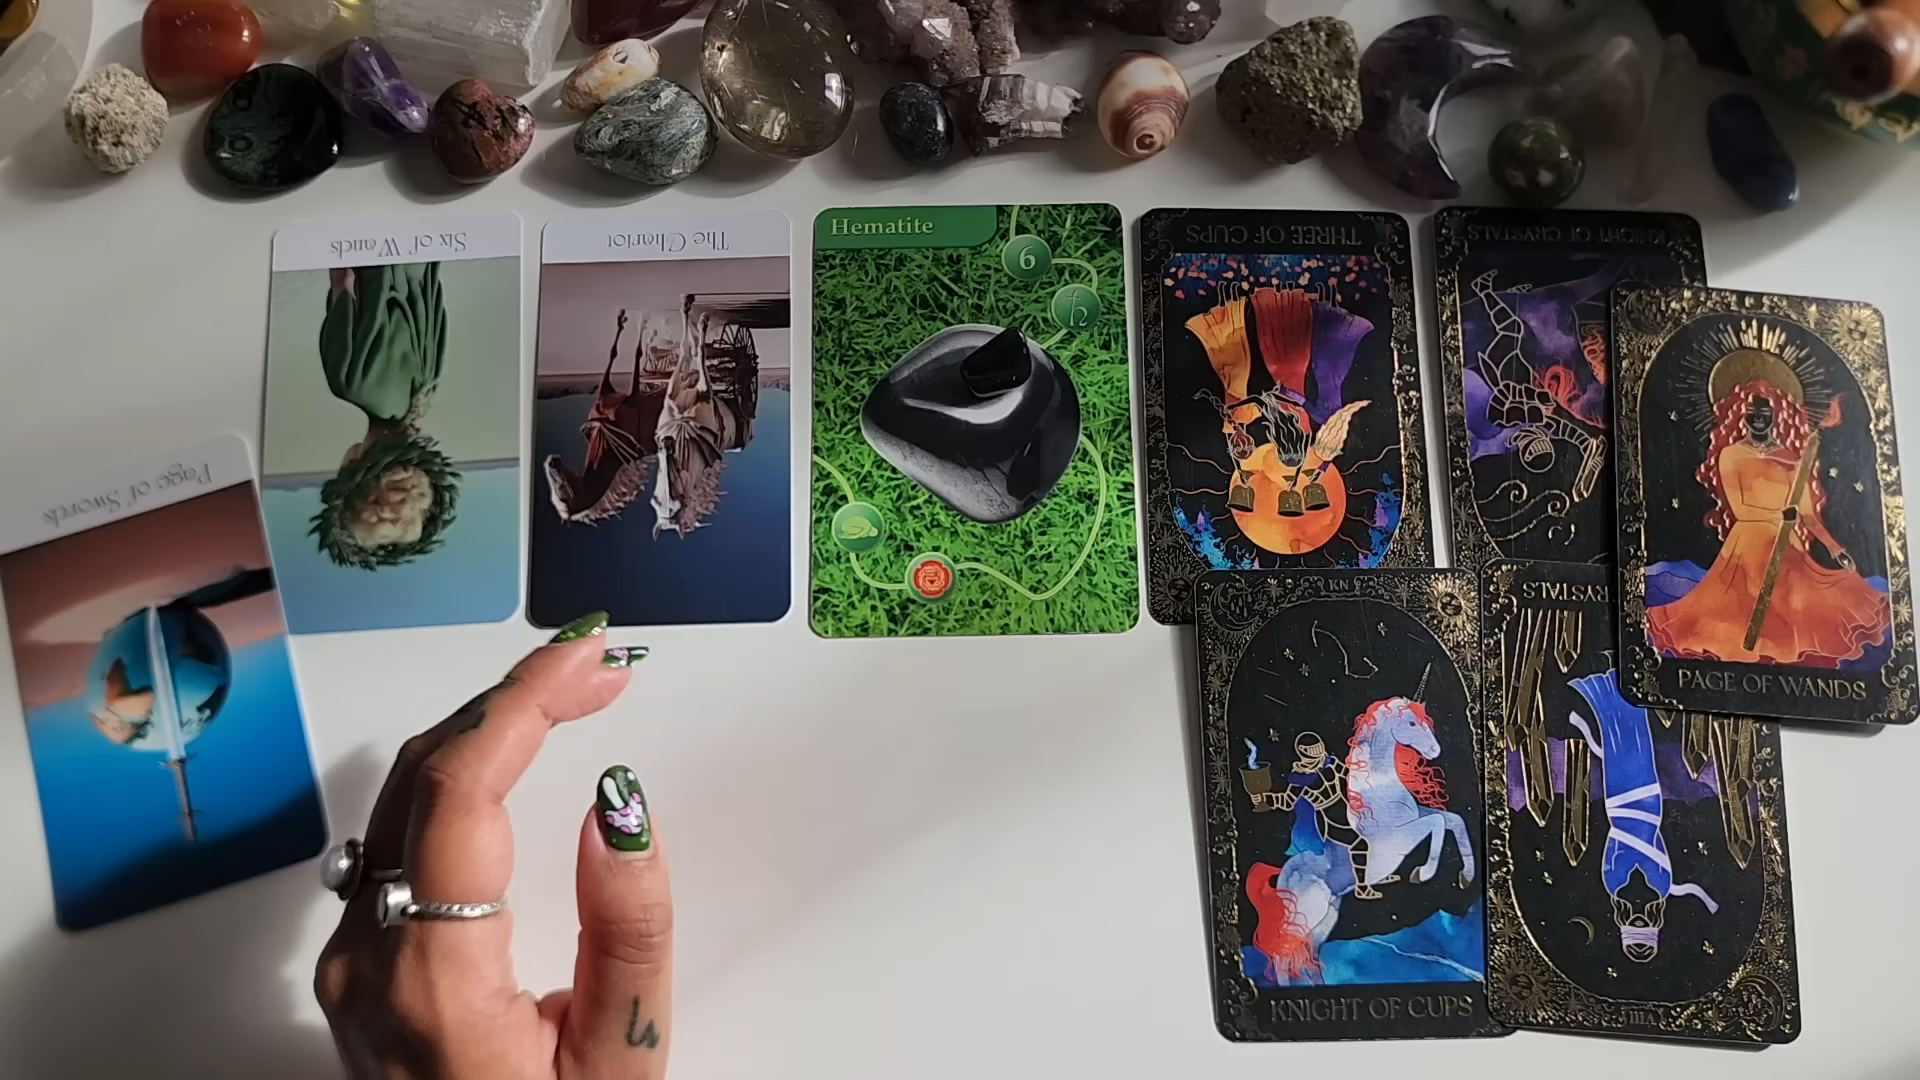 Six of Wands
The Chariot
Hematite
6
THREE OF CUPS
KNIGHT OF CRYSTALS
Page of Swords
KN
RYSTALS
PAGE OF WANDS
KNIGHT OF CUPS
VIII